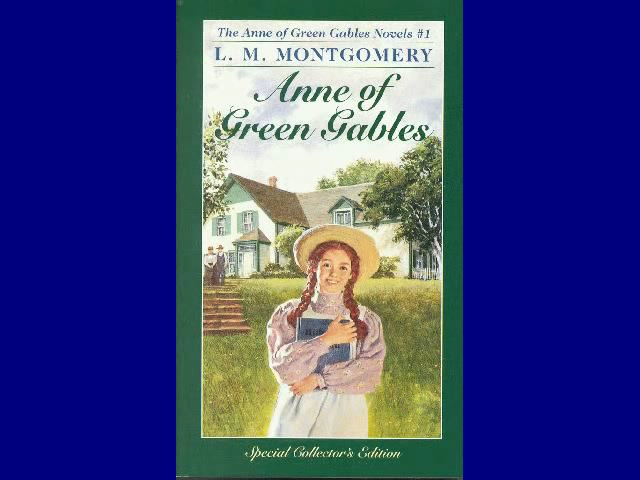 The Anne of Green Gables Novels #1
L. M. MONTGOMERY
Anne of
Green Gables
Special Collector's Edition